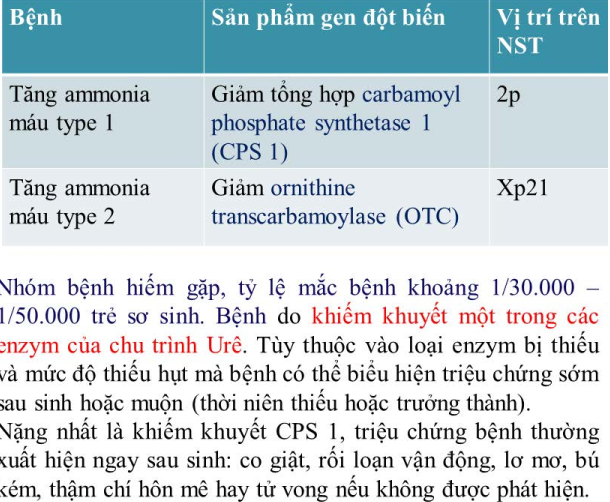 Bệnh
Sản phẩm gen đột biến
Vị trí trên
NST
Tăng ammonia
máu type 1
Giảm tổng hợp carbamoyl
phosphate synthetase 1
(CPS 1)
2p
Tăng ammonia
máu type 2
Giảm ornithine
transcarbamoylase (OTC)
Xp21
Nhóm bệnh hiếm gặp, tỷ lệ mắc bệnh khoảng 1/30.000 –
1/50.000 trẻ sơ sinh. Bệnh do khiếm khuyết một trong các
enzym của chu trình Urê. Tùy thuộc vào loại enzym bị thiếu
và mức độ thiếu hụt mà bệnh có thể biểu hiện triệu chứng sớm
sau sinh hoặc muộn (thời niên thiếu hoặc trưởng thành).
Nặng nhất là khiếm khuyết CPS 1, triệu chứng bệnh thường
xuất hiện ngay sau sinh: co giật, rối loạn vận động, lơ mơ, bú
kém, thậm chí hôn mê hay tử vong nếu không được phát hiện.